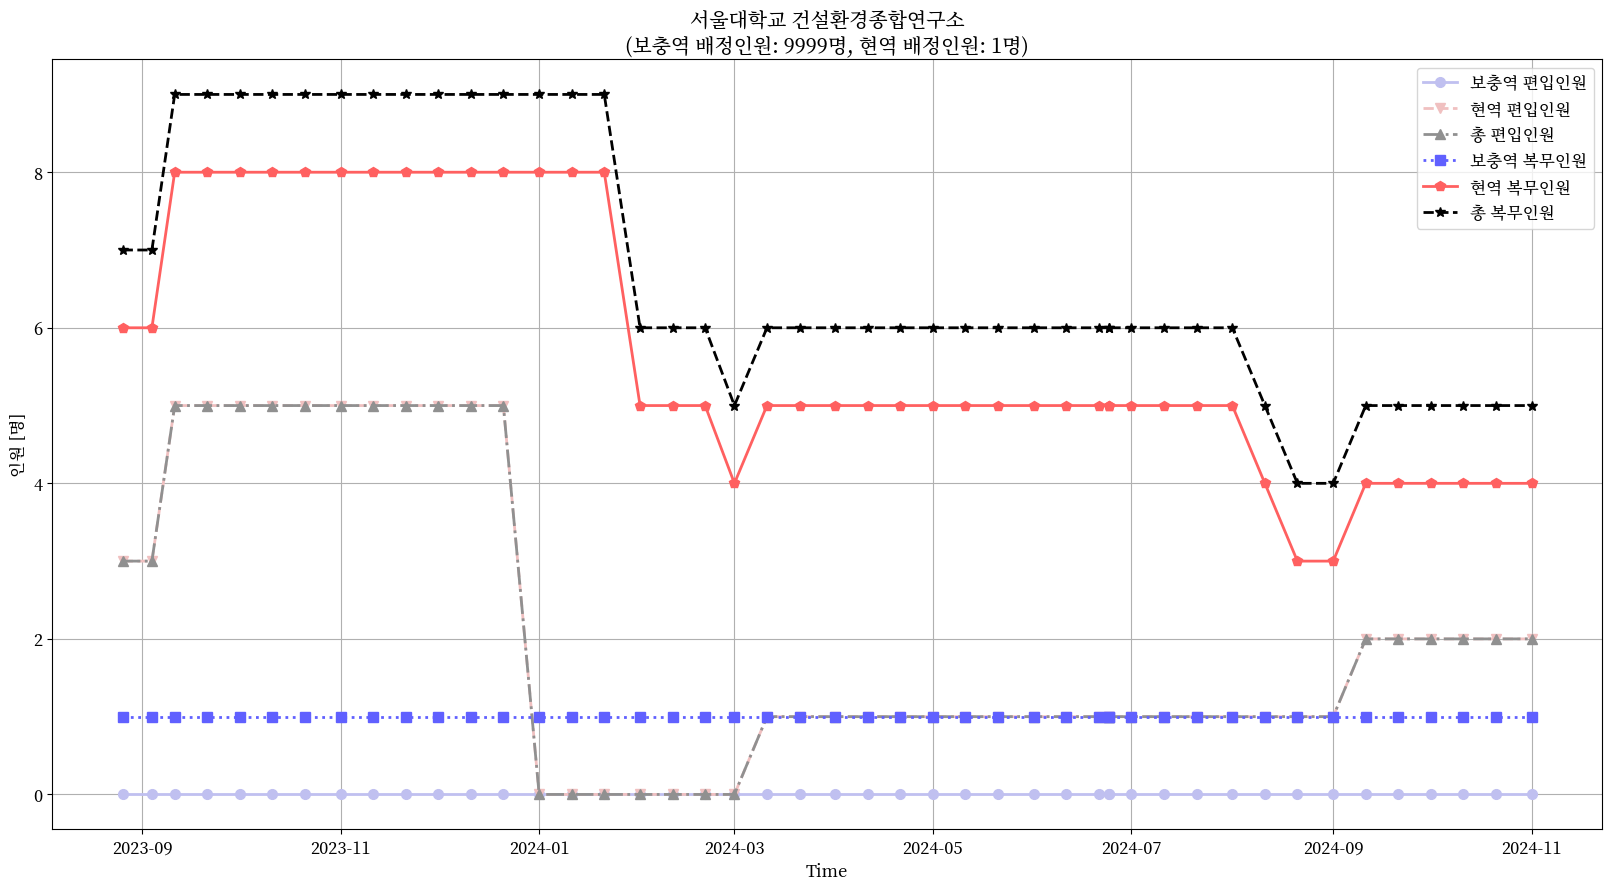 서울대학교 건설환경종합연구소
(보충역 배정인원: 9999명, 현역 배정인원: 1명)
보충역 편입인원
현역 편입인원
총 편입인원
보충역 복무인원
현역 복무인원
총 복무인원
인원 [명]
8
6
4
2
0
2023-09
2023-11
2024-01
2024-03
2024-05
2024-07
2024-09
2024-11
Time